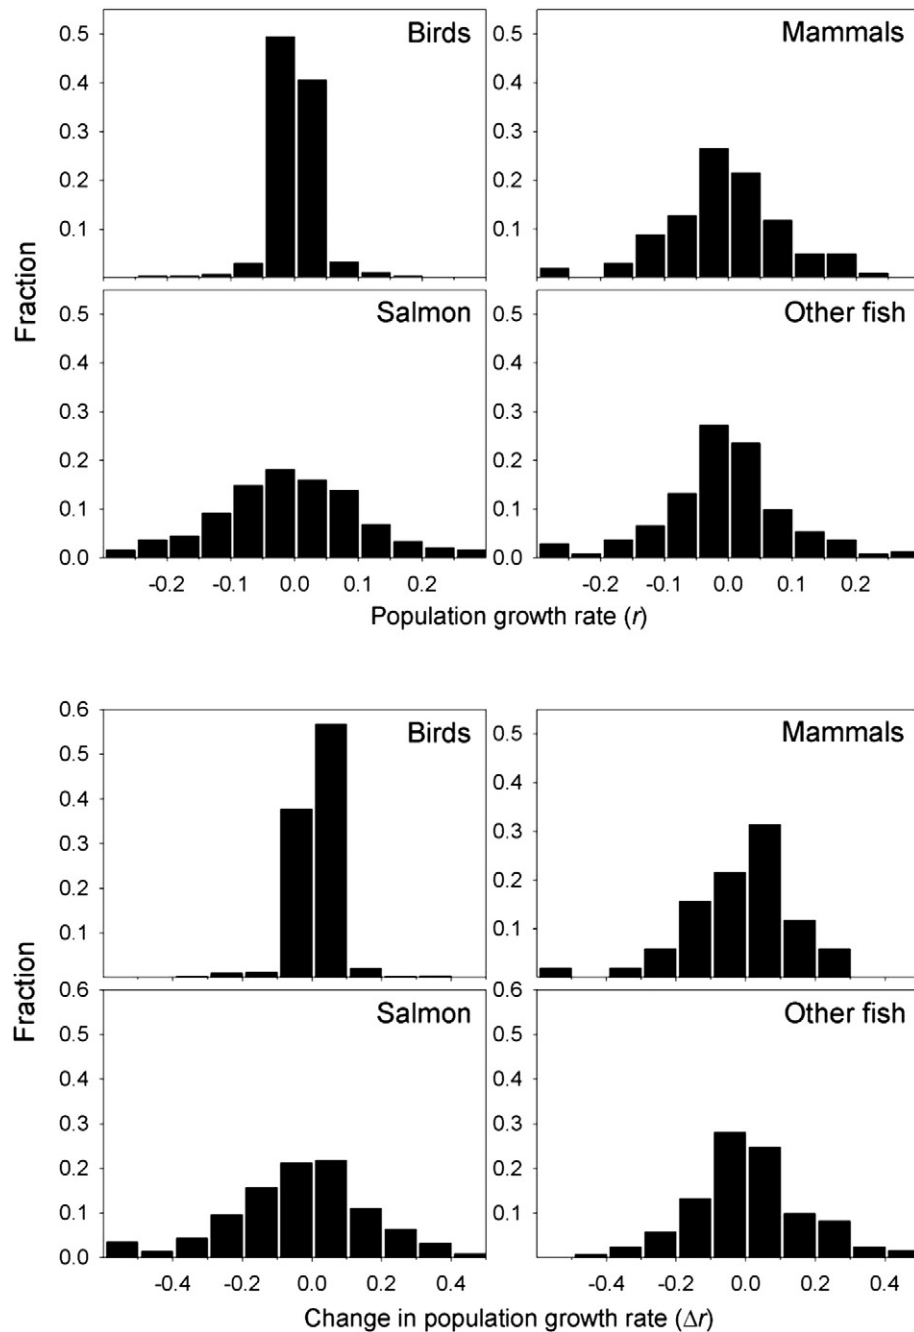 Birds
Mammals
0.5 0.5
0.4 0.4
0.3 0.3
0.2 0.2
0.1 0.1
Fraction
Salmon
Other fish
0.5 0.5
0.4 0.4
0.3 0.3
0.2 0.2
0.1 0.1
0.0 0.0
-0.2 -0.1 0.0 0.1 0.2 -0.2 -0.1 0.0 0.1 0.2
Population growth rate (r)
Birds
Mammals
0.6
0.5 0.5
0.4 0.4
0.3 0.3
0.2 0.2
0.1 0.1
Fraction
Salmon
Other fish
0.6 0.6
0.5 0.5
0.4 0.4
0.3 0.3
0.2 0.2
0.1 0.1
0.0 0.0
-0.4 -0.2 0.0 0.2 0.4 -0.4 -0.2 0.0 0.2 0.4
Change in population growth rate (Δr)